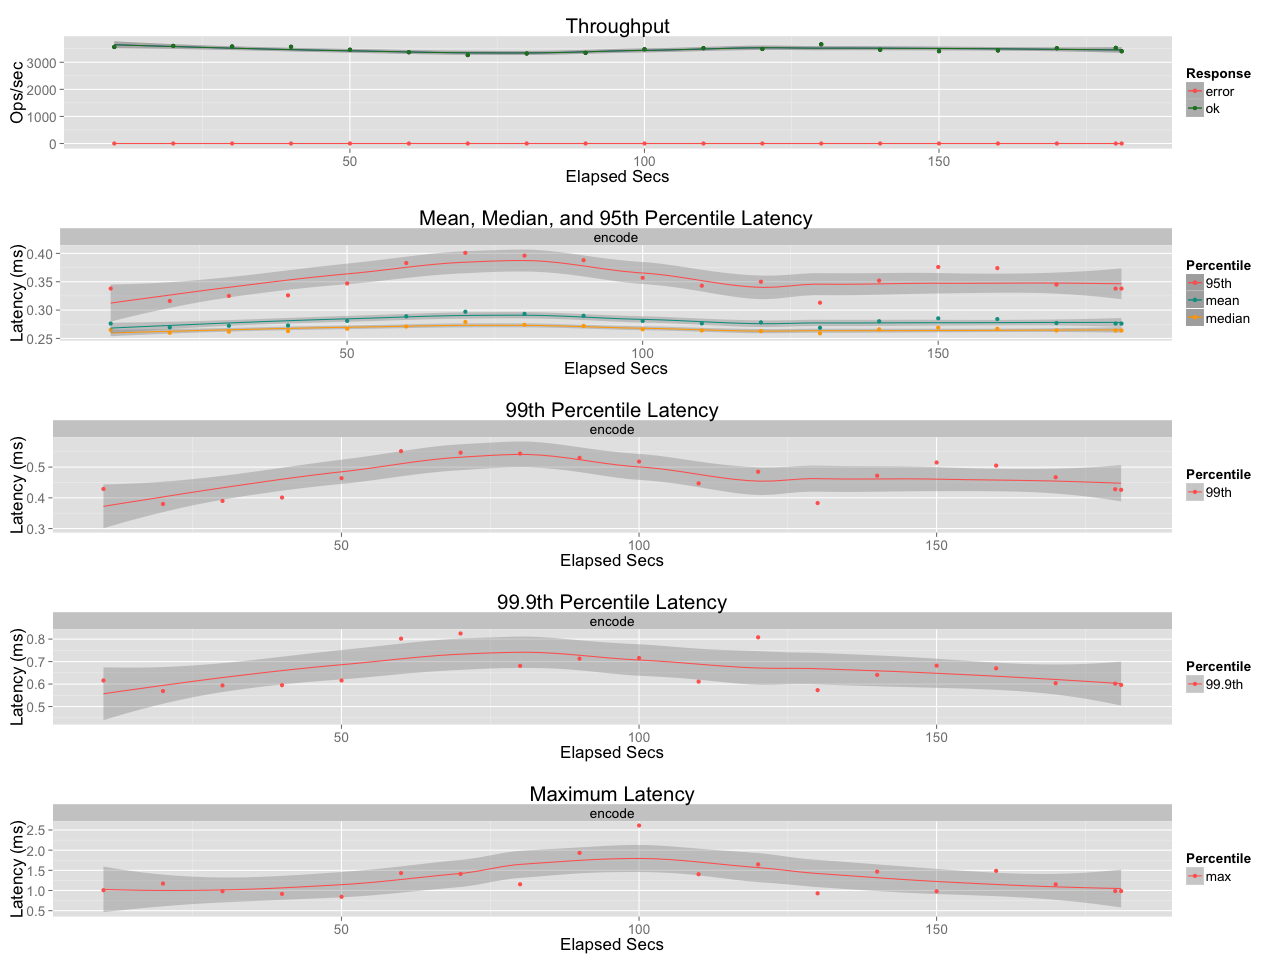 Throughput
Ops/sec
3000
2000
1000
0
50 100 150
Elapsed Secs
Response
error
ok
Mean, Median, and 95th Percentile Latency
encode
Latency (ms)
0.40
0.35
0.30
0.25
50 100 150
Elapsed Secs
Percentile
95th
mean
median
99th Percentile Latency
encode
Latency (ms)
0.5
0.4
0.3
50 100 150
Elapsed Secs
Percentile
99th
99.9th Percentile Latency
encode
Latency (ms)
0.8
0.7
0.6
0.5
50 100 150
Elapsed Secs
Percentile
99.9th
Maximum Latency
encode
Latency (ms)
2.5
2.0
1.5
1.0
0.5
50 100 150
Elapsed Secs
Percentile
max